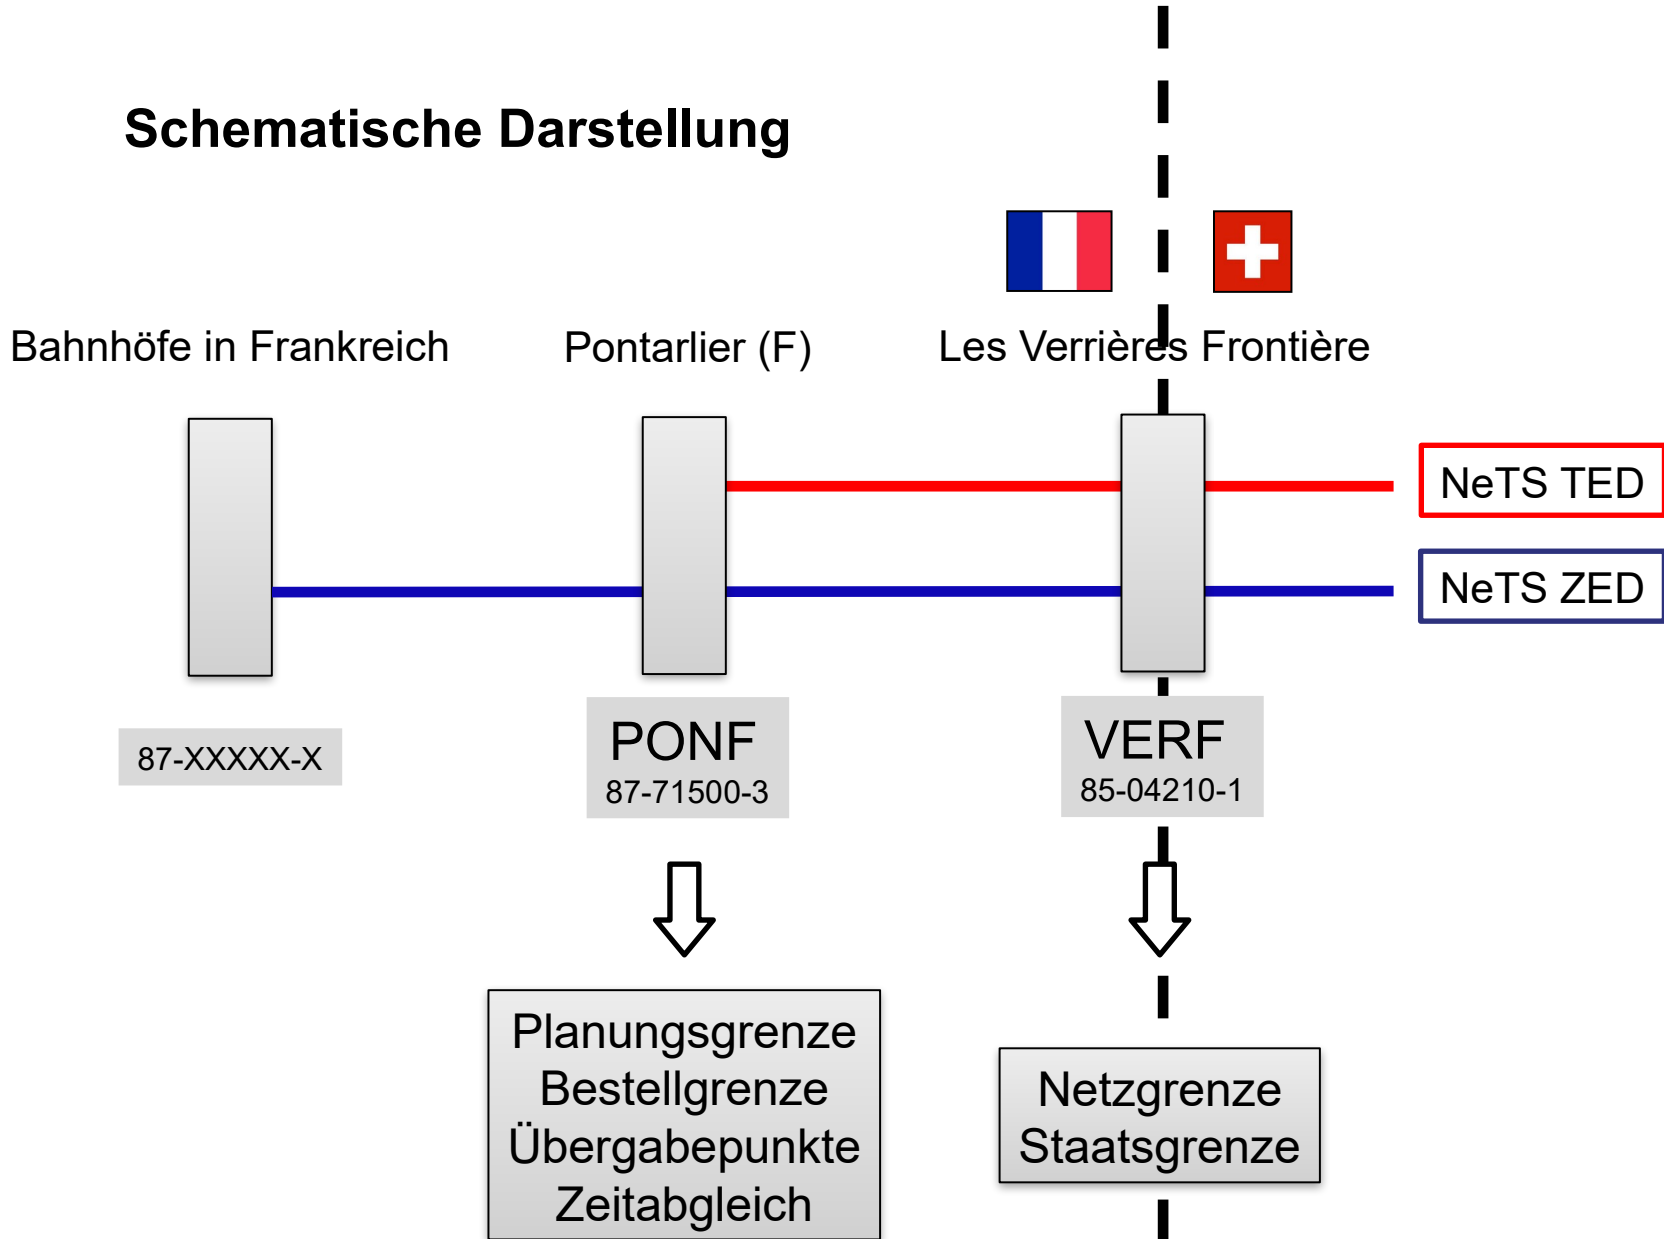 Schematische Darstellung
Bahnhöfe in Frankreich
Pontarlier (F)
Les Verrières Frontière
NeTS TED
NeTS ZED
87-XXXXX-X
PONF
87-71500-3
VERF
85-04210-1
Planungsgrenze
Bestellgrenze
Übergabepunkte
Zeitabgleich
Netzgrenze
Staatsgrenze